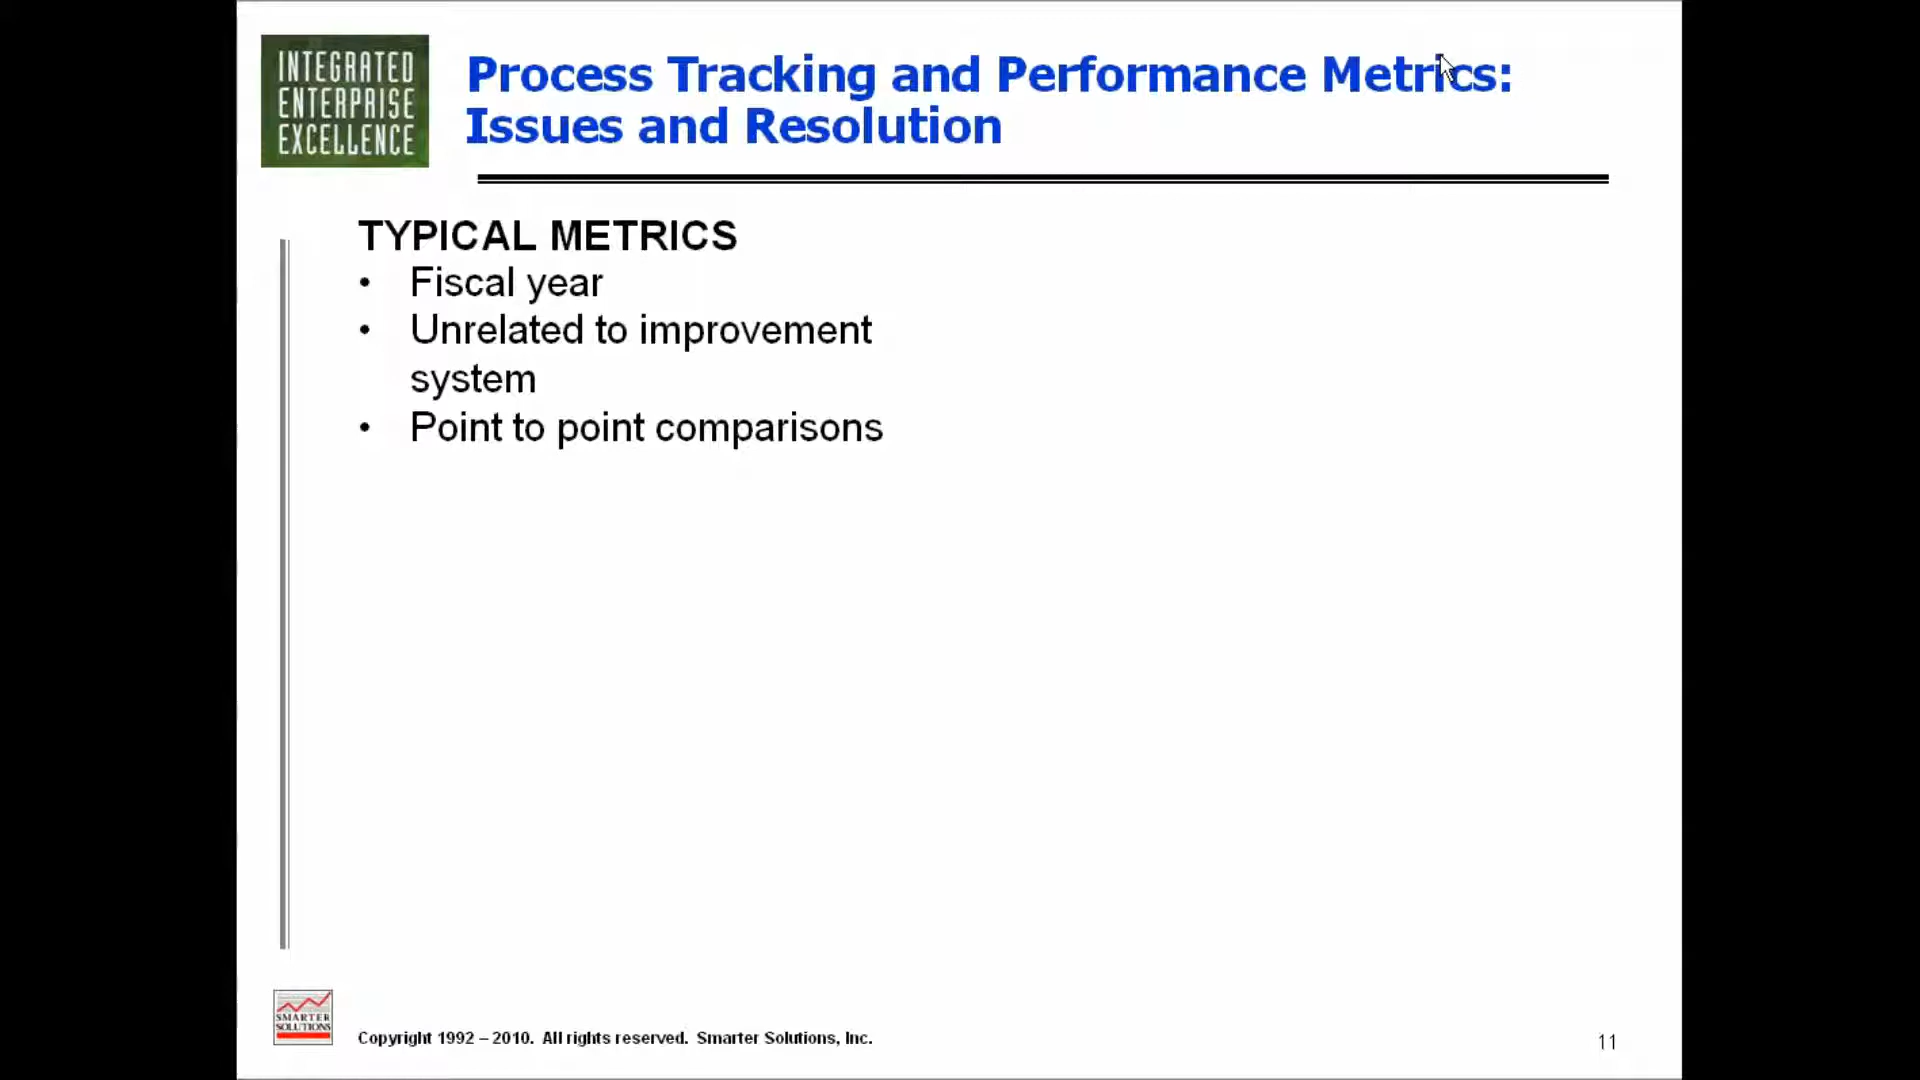 INTEGRATED
ENTERPRISE
EXCELLENCE
Process Tracking and Performance Metrics:
Issues and Resolution
TYPICAL METRICS
• Fiscal year
• Unrelated to improvement
system
• Point to point comparisons
SMARTER
SOLUTIONS
Copyright 1992 – 2010. All rights reserved. Smarter Solutions, Inc.
11